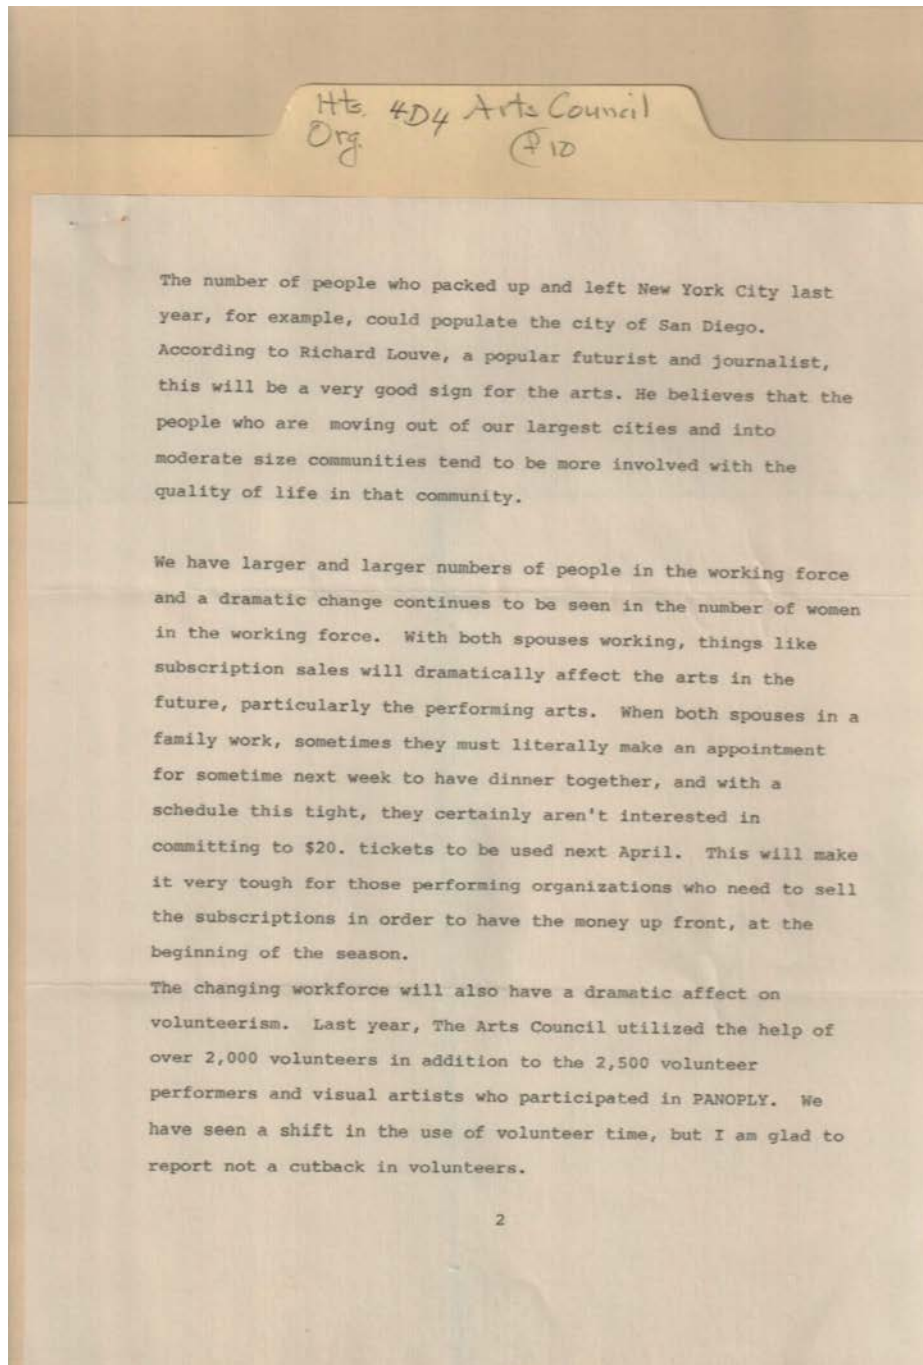 Hts. 4D4 Arts Council
Org. P10
The number of people who packed up and left New York City last
year, for example, could populate the city of San Diego.
According to Richard Louve, a popular futurist and journalist,
this will be a very good sign for the arts. He believes that the
people who are  moving out of our largest cities and into
moderate size communities tend to be more involved with the
quality of life in that community.
We have larger and larger numbers of people in the working force
and a dramatic change continues to be seen in the number of women
in the working force.  With both spouses working, things like
subscription sales will dramatically affect the arts in the
future, particularly the performing arts.  When both spouses in a
family work, sometimes they must literally make an appointment
for sometime next week to have dinner together, and with a
schedule this tight, they certainly aren't interested in
committing to $20. tickets to be used next April.  This will make
it very tough for those performing organizations who need to sell
the subscriptions in order to have the money up front, at the
beginning of the season.
The changing workforce will also have a dramatic affect on
volunteerism.  Last year, The Arts Council utilized the help of
over 2,000 volunteers in addition to the 2,500 volunteer
performers and visual artists who participated in PANOPLY.  We
have seen a shift in the use of volunteer time, but I am glad to
report not a cutback in volunteers.
2